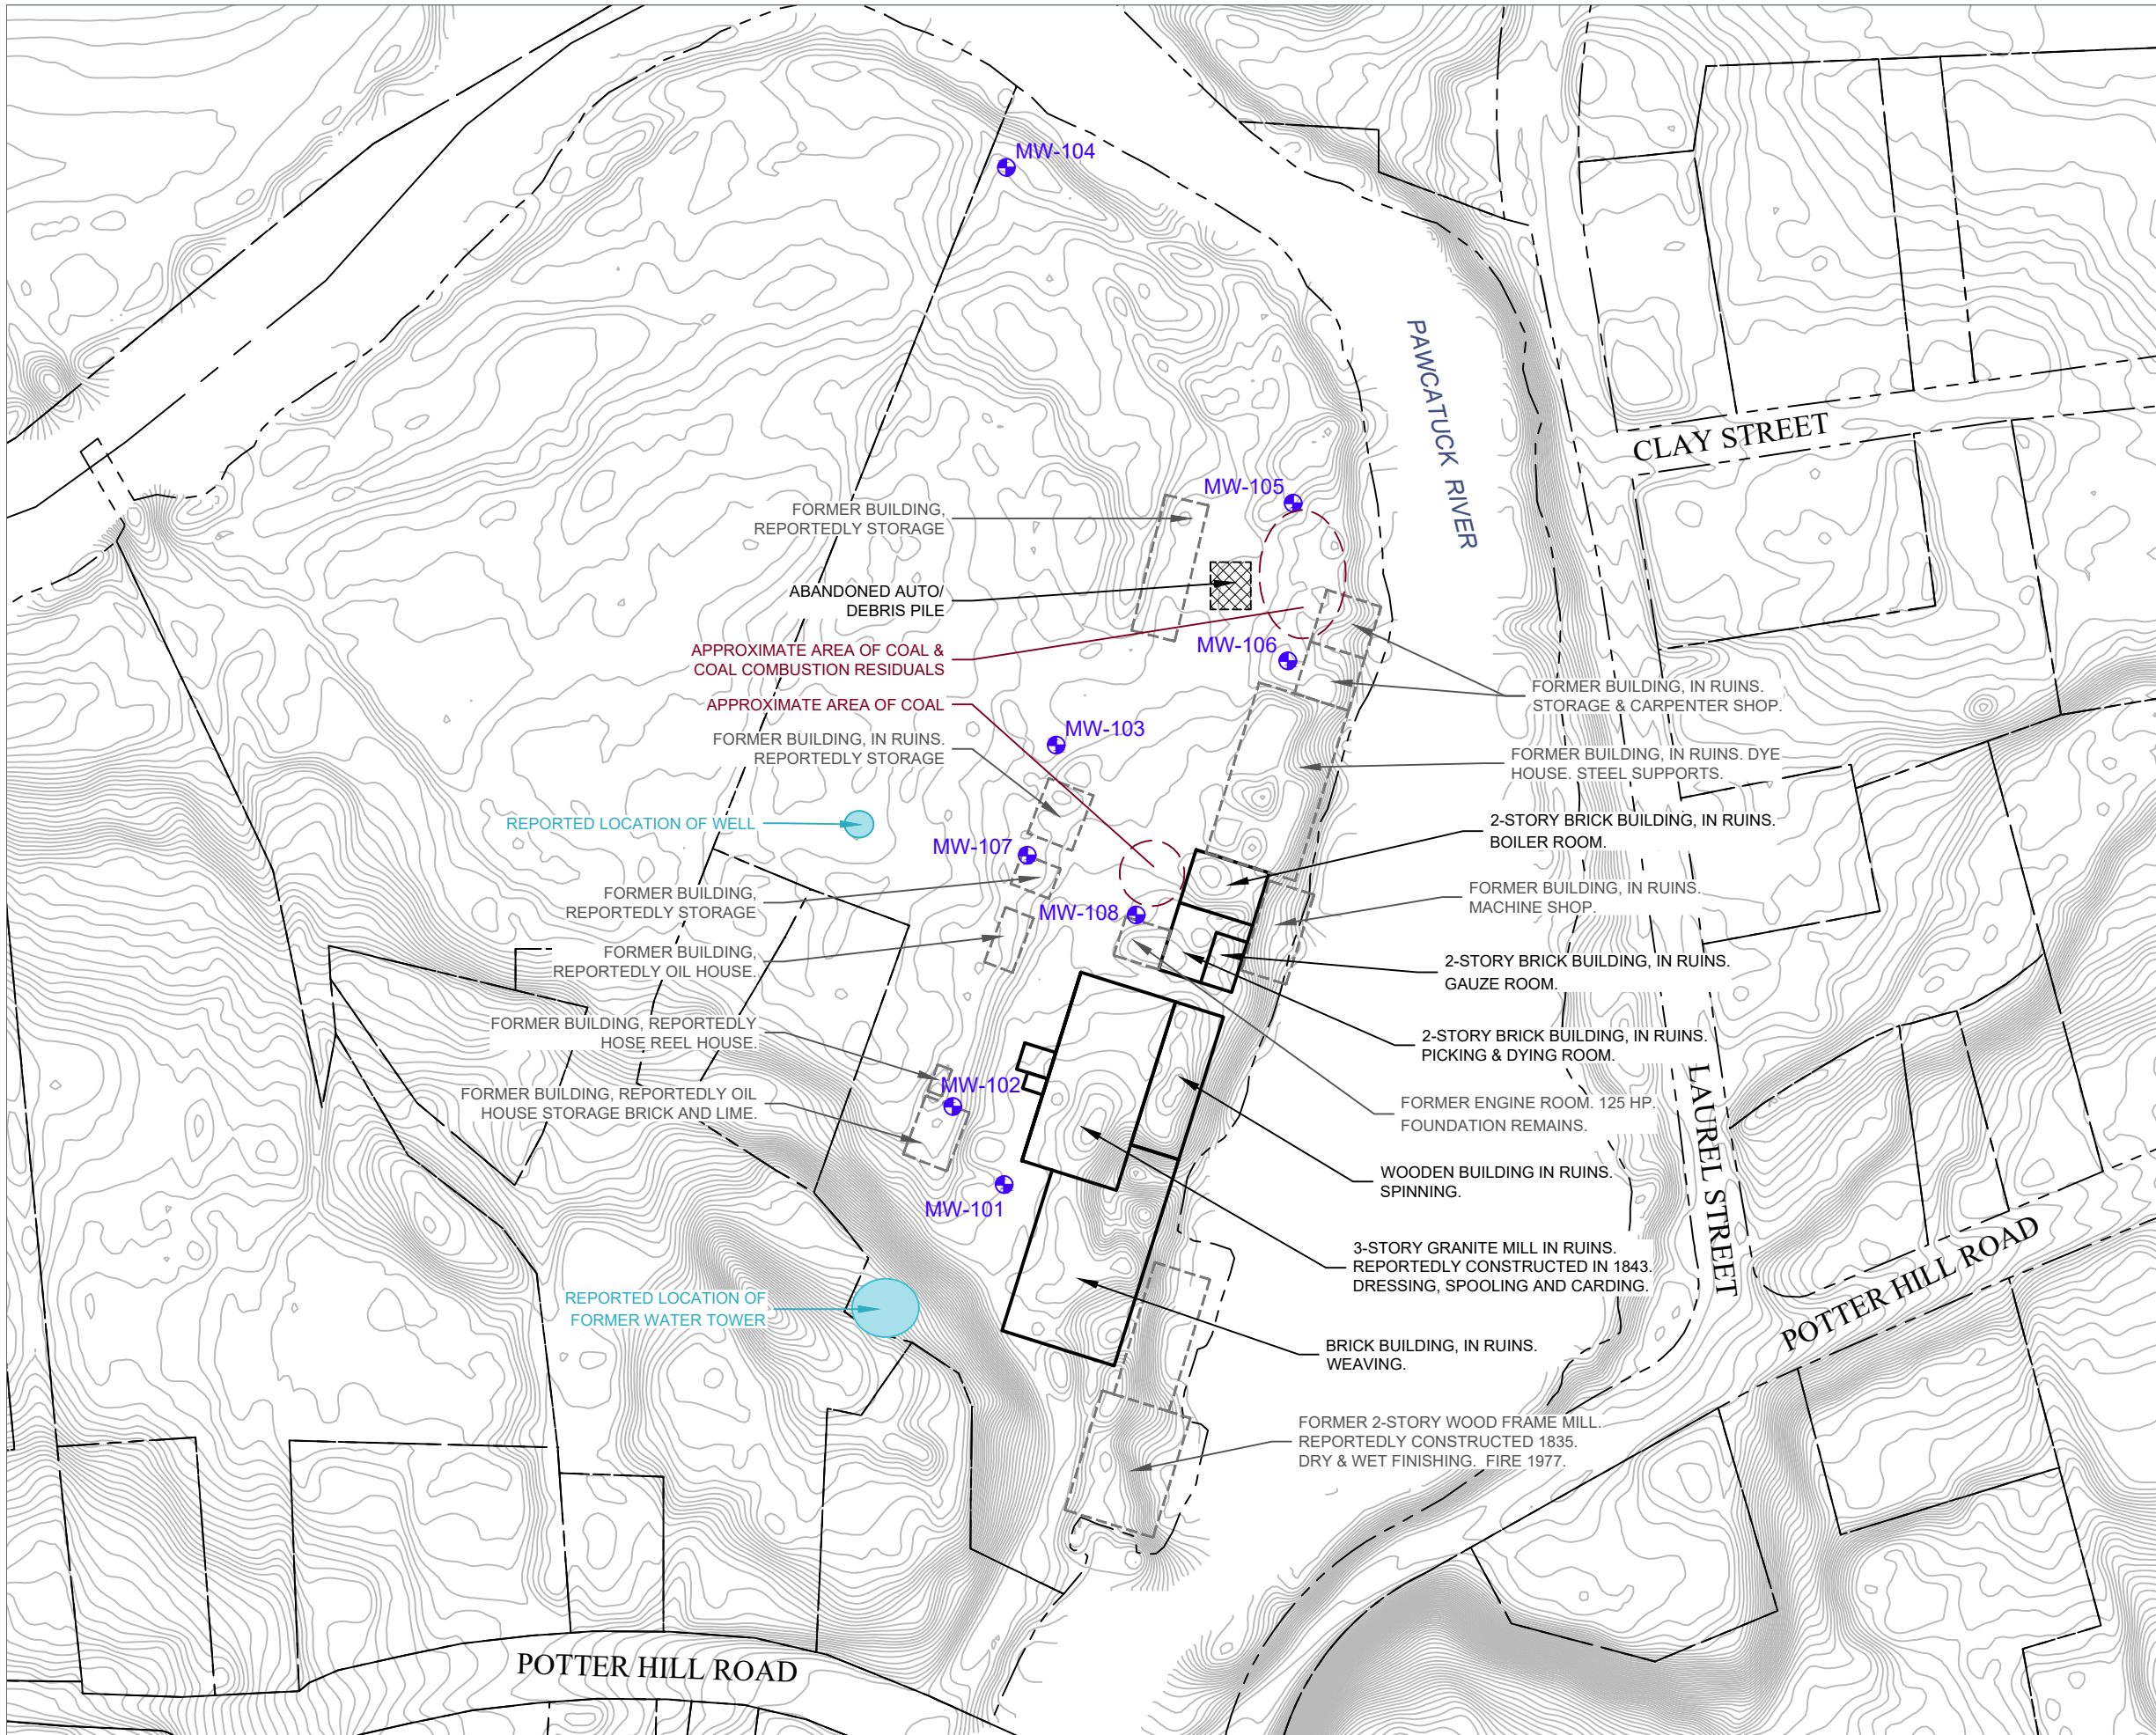 MW-104
PAWCATUCK RIVER
CLAY STREET
MW-105
FORMER BUILDING,
REPORTEDLY STORAGE
ABANDONED AUTO/
DEBRIS PILE
MW-106
APPROXIMATE AREA OF COAL &
COAL COMBUSTION RESIDUALS
APPROXIMATE AREA OF COAL
FORMER BUILDING, IN RUINS.
STORAGE & CARPENTER SHOP.
MW-103
FORMER BUILDING, IN RUINS.
REPORTEDLY STORAGE
FORMER BUILDING, IN RUINS. DYE
HOUSE. STEEL SUPPORTS.
REPORTED LOCATION OF WELL
2-STORY BRICK BUILDING, IN RUINS.
BOILER ROOM.
MW-107
FORMER BUILDING,
REPORTEDLY STORAGE
FORMER BUILDING, IN RUINS.
MACHINE SHOP.
MW-108
FORMER BUILDING,
REPORTEDLY OIL HOUSE.
2-STORY BRICK BUILDING, IN RUINS.
GAUZE ROOM.
FORMER BUILDING, REPORTEDLY
HOSE REEL HOUSE.
2-STORY BRICK BUILDING, IN RUINS.
PICKING & DYING ROOM.
MW-102
FORMER BUILDING, REPORTEDLY OIL
HOUSE STORAGE BRICK AND LIME.
FORMER ENGINE ROOM. 125 HP.
FOUNDATION REMAINS.
LAUREL STREET
WOODEN BUILDING IN RUINS.
SPINNING.
MW-101
3-STORY GRANITE MILL IN RUINS.
REPORTEDLY CONSTRUCTED IN 1843.
DRESSING, SPOOLING AND CARDING.
POTTER HILL ROAD
REPORTED LOCATION OF
FORMER WATER TOWER
BRICK BUILDING, IN RUINS.
WEAVING.
FORMER 2-STORY WOOD FRAME MILL.
REPORTEDLY CONSTRUCTED 1835.
DRY & WET FINISHING. FIRE 1977.
POTTER HILL ROAD